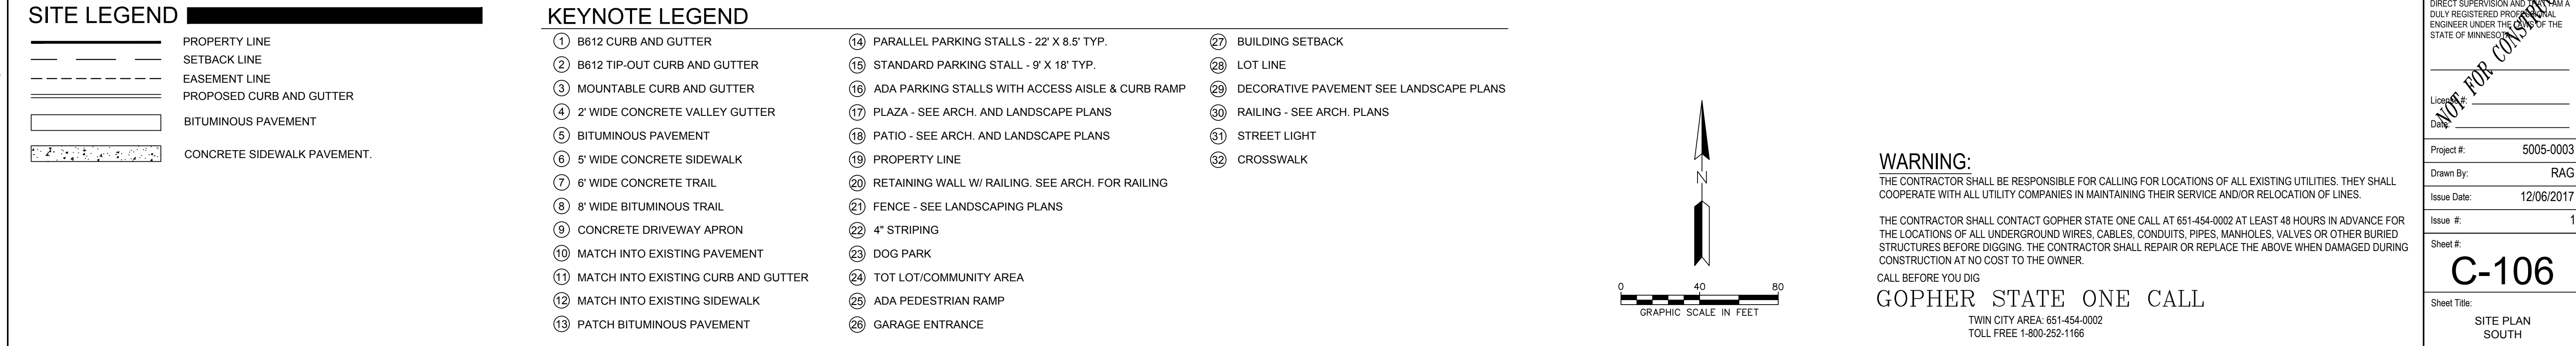 SITE LEGEND
PROPERTY LINE
SETBACK LINE
EASEMENT LINE
PROPOSED CURB AND GUTTER
BITUMINOUS PAVEMENT
CONCRETE SIDEWALK PAVEMENT.
KEYNOTE LEGEND
1 B612 CURB AND GUTTER
2 B612 TIP-OUT CURB AND GUTTER
3 MOUNTABLE CURB AND GUTTER
4 2' WIDE CONCRETE VALLEY GUTTER
5 BITUMINOUS PAVEMENT
6 5' WIDE CONCRETE SIDEWALK
7 6' WIDE CONCRETE TRAIL
8 8' WIDE BITUMINOUS TRAIL
9 CONCRETE DRIVEWAY APRON
10 MATCH INTO EXISTING PAVEMENT
11 MATCH INTO EXISTING CURB AND GUTTER
12 MATCH INTO EXISTING SIDEWALK
13 PATCH BITUMINOUS PAVEMENT
14 PARALLEL PARKING STALLS - 22' X 8.5' TYP.
15 STANDARD PARKING STALL - 9' X 18' TYP.
16 ADA PARKING STALLS WITH ACCESS AISLE & CURB RAMP
17 PLAZA - SEE ARCH. AND LANDSCAPE PLANS
18 PATIO - SEE ARCH. AND LANDSCAPE PLANS
19 PROPERTY LINE
20 RETAINING WALL W/ RAILING. SEE ARCH. FOR RAILING
21 FENCE - SEE LANDSCAPING PLANS
22 4" STRIPING
23 DOG PARK
24 TOT LOT/COMMUNITY AREA
25 ADA PEDESTRIAN RAMP
26 GARAGE ENTRANCE
27 BUILDING SETBACK
28 LOT LINE
29 DECORATIVE PAVEMENT SEE LANDSCAPE PLANS
30 RAILING - SEE ARCH. PLANS
31 STREET LIGHT
32 CROSSWALK
N
0 40 80
GRAPHIC SCALE IN FEET
WARNING:
THE CONTRACTOR SHALL BE RESPONSIBLE FOR CALLING FOR LOCATIONS OF ALL EXISTING UTILITIES. THEY SHALL
COOPERATE WITH ALL UTILITY COMPANIES IN MAINTAINING THEIR SERVICE AND/OR RELOCATION OF LINES.
THE CONTRACTOR SHALL CONTACT GOPHER STATE ONE CALL AT 651-454-0002 AT LEAST 48 HOURS IN ADVANCE FOR
THE LOCATIONS OF ALL UNDERGROUND WIRES, CABLES, CONDUITS, PIPES, MANHOLES, VALVES OR OTHER BURIED
STRUCTURES BEFORE DIGGING. THE CONTRACTOR SHALL REPAIR OR REPLACE THE ABOVE WHEN DAMAGED DURING
CONSTRUCTION AT NO COST TO THE OWNER.
CALL BEFORE YOU DIG
GOPHER STATE ONE CALL
TWIN CITY AREA: 651-454-0002
TOLL FREE 1-800-252-1166
DIRECT SUPERVISION AND THAT I AM A
DULY REGISTERED PROFESSIONAL
ENGINEER UNDER THE LAWS OF THE
STATE OF MINNESOTA.
NOT FOR
License #:
Date:
Project #: 5005-0003
Drawn By: RAG
Issue Date: 12/06/2017
Issue #: 1
Sheet #:
C-106
Sheet Title:
SITE PLAN
SOUTH